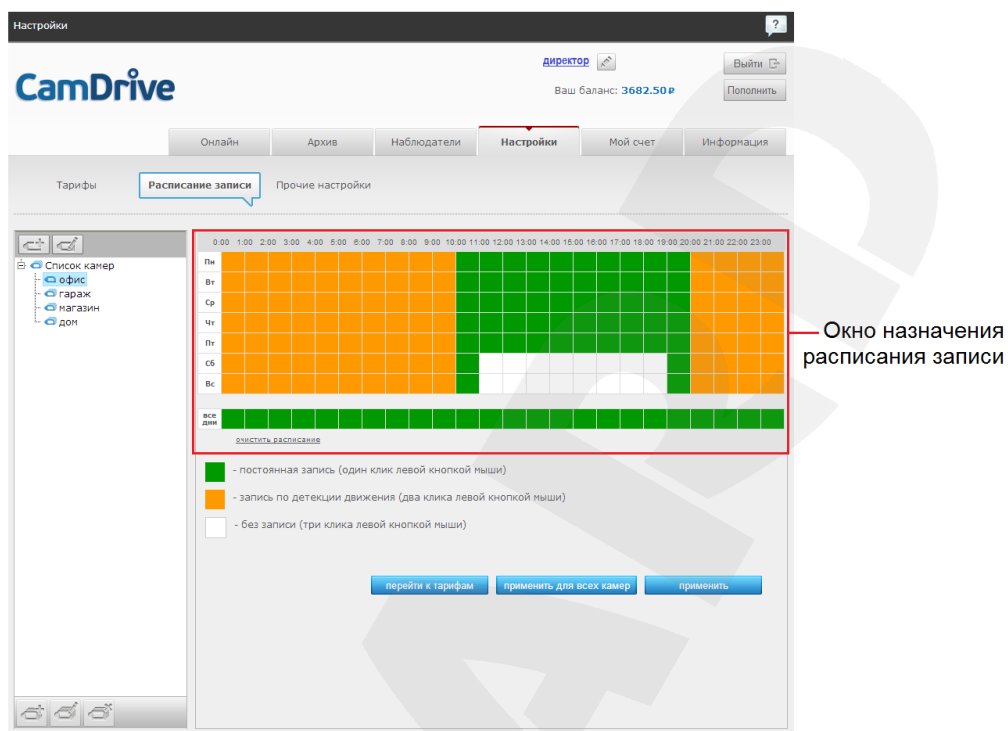 Настройки
?
CamDrive
директор
Выйти
Ваш баланс: 3682.50₽
Пополнить
Онлайн Архив Наблюдатели Настройки Мой счет Информация
Тарифы Расписание записи Прочие настройки
0:00 1:00 2:00 3:00 4:00 5:00 6:00 7:00 8:00 9:00 10:00 11:00 12:00 13:00 14:00 15:00 16:00 17:00 18:00 19:00 20:00 21:00 22:00 23:00
Список камер
офис
гараж
магазин
дом
Пн
Вт
Ср
Чт
Пт
Сб
Вс
все
дни
очистить расписание
Окно назначения
расписания записи
- постоянная запись (один клик левой кнопкой мыши)
- запись по детекции движения (два клика левой кнопкой мыши)
- без записи (три клика левой кнопкой мыши)
перейти к тарифам применить для всех камер применить